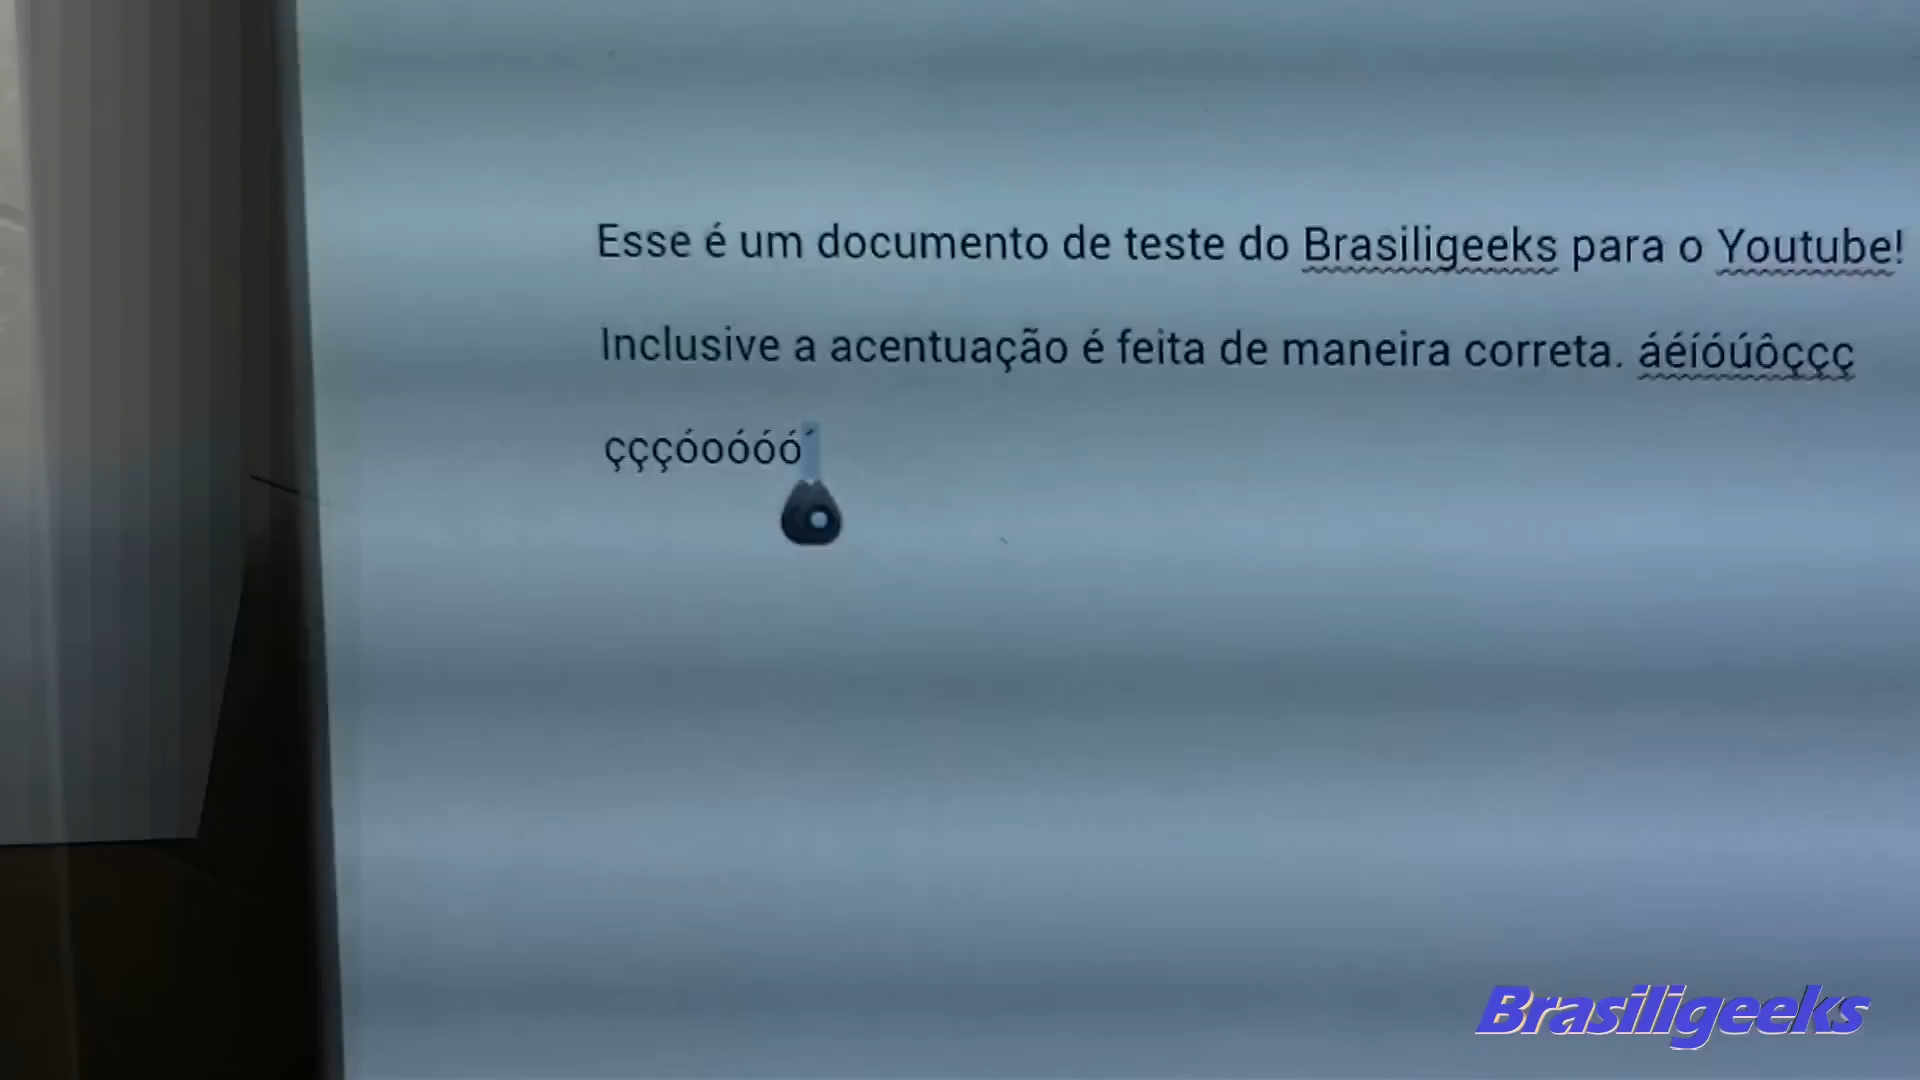 Esse é um documento de teste do Brasiligeeks para o Youtube!
Inclusive a acentuação é feita de maneira correta. áéíóúôççç
çççóoóóó´
Brasiligeeks